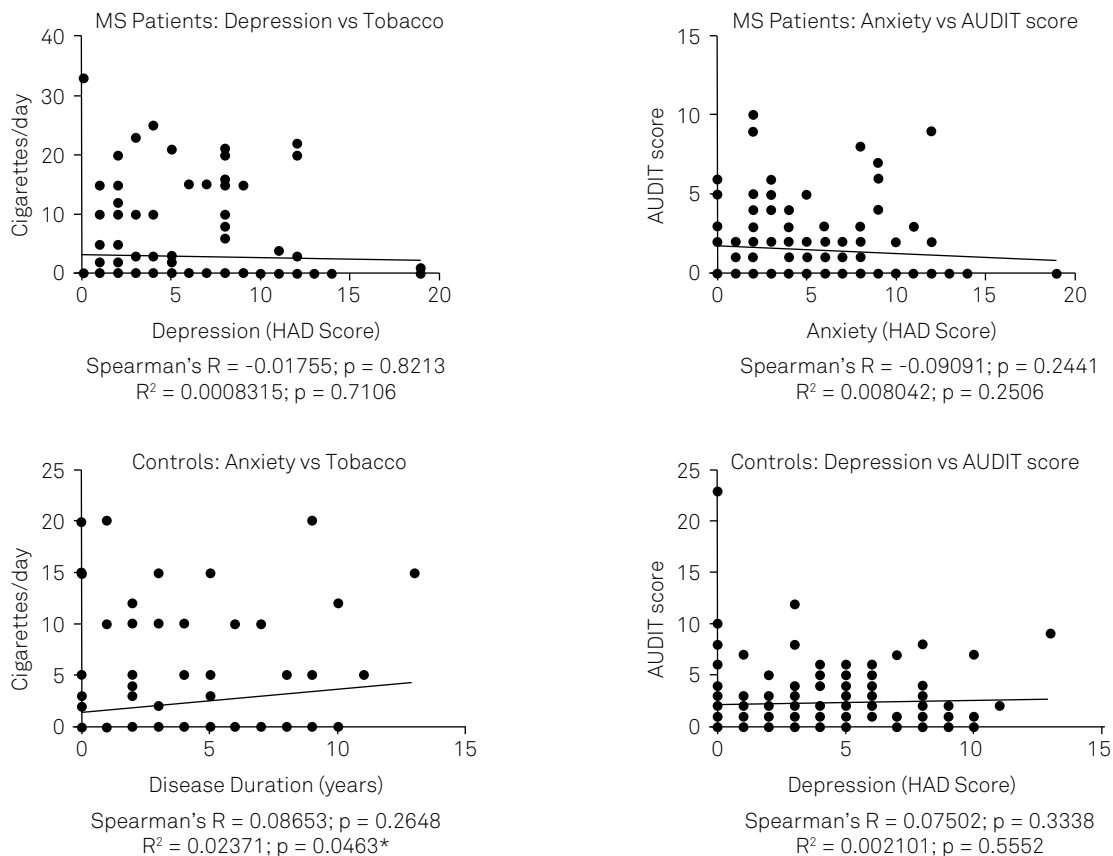 MS Patients: Depression vs Tobacco
40
30
20
10
0
Cigarettes/day
0 5 10 15 20
Depression (HAD Score)
Spearman's R = -0.01755; p = 0.8213
R² = 0.0008315; p = 0.7106
MS Patients: Anxiety vs AUDIT score
15
10
5
0
AUDIT score
0 5 10 15 20
Anxiety (HAD Score)
Spearman's R = -0.09091; p = 0.2441
R² = 0.008042; p = 0.2506
Controls: Anxiety vs Tobacco
25
20
15
10
5
0
Cigarettes/day
0 5 10 15
Disease Duration (years)
Spearman's R = 0.08653; p = 0.2648
R² = 0.02371; p = 0.0463*
Controls: Depression vs AUDIT score
25
20
15
10
5
0
AUDIT score
0 5 10 15
Depression (HAD Score)
Spearman's R = 0.07502; p = 0.3338
R² = 0.002101; p = 0.5552